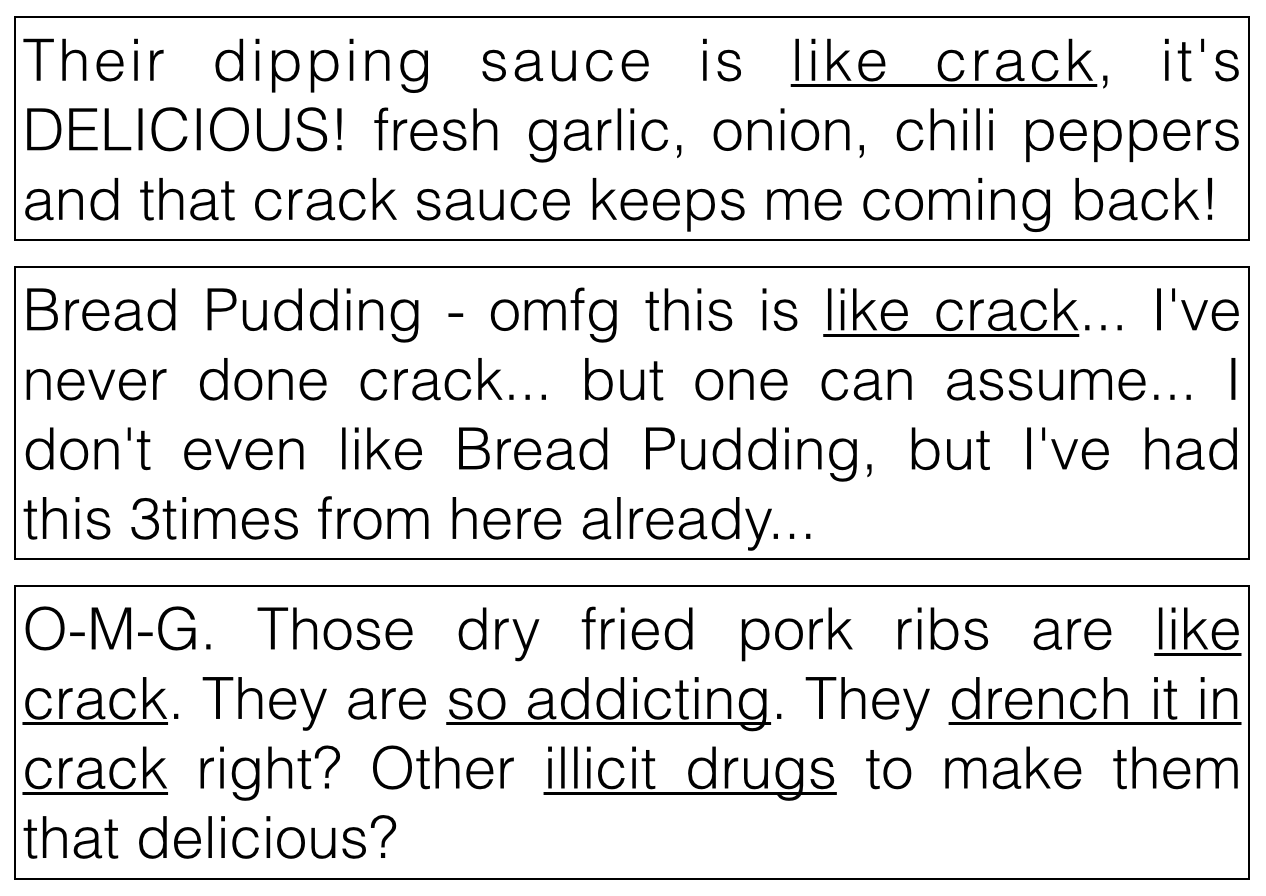 Their dipping sauce is like crack, it's
DELICIOUS! fresh garlic, onion, chili peppers
and that crack sauce keeps me coming back!
Bread Pudding - omfg this is like crack... I've
never done crack... but one can assume... I
don't even like Bread Pudding, but I've had
this 3times from here already...
O-M-G. Those dry fried pork ribs are like
crack. They are so addicting. They drench it in
crack right? Other illicit drugs to make them
that delicious?